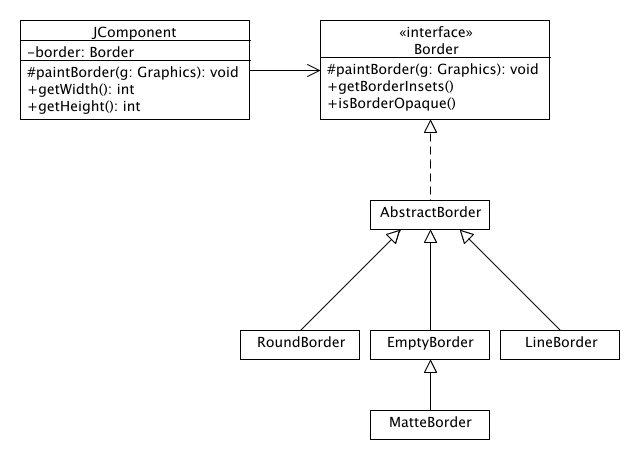 JComponent
-border: Border
#paintBorder(g: Graphics): void
+getWidth(): int
+getHeight(): int
«interface»
Border
#paintBorder(g: Graphics): void
+getBorderInsets()
+isBorderOpaque()
AbstractBorder
RoundBorder
EmptyBorder
LineBorder
MatteBorder